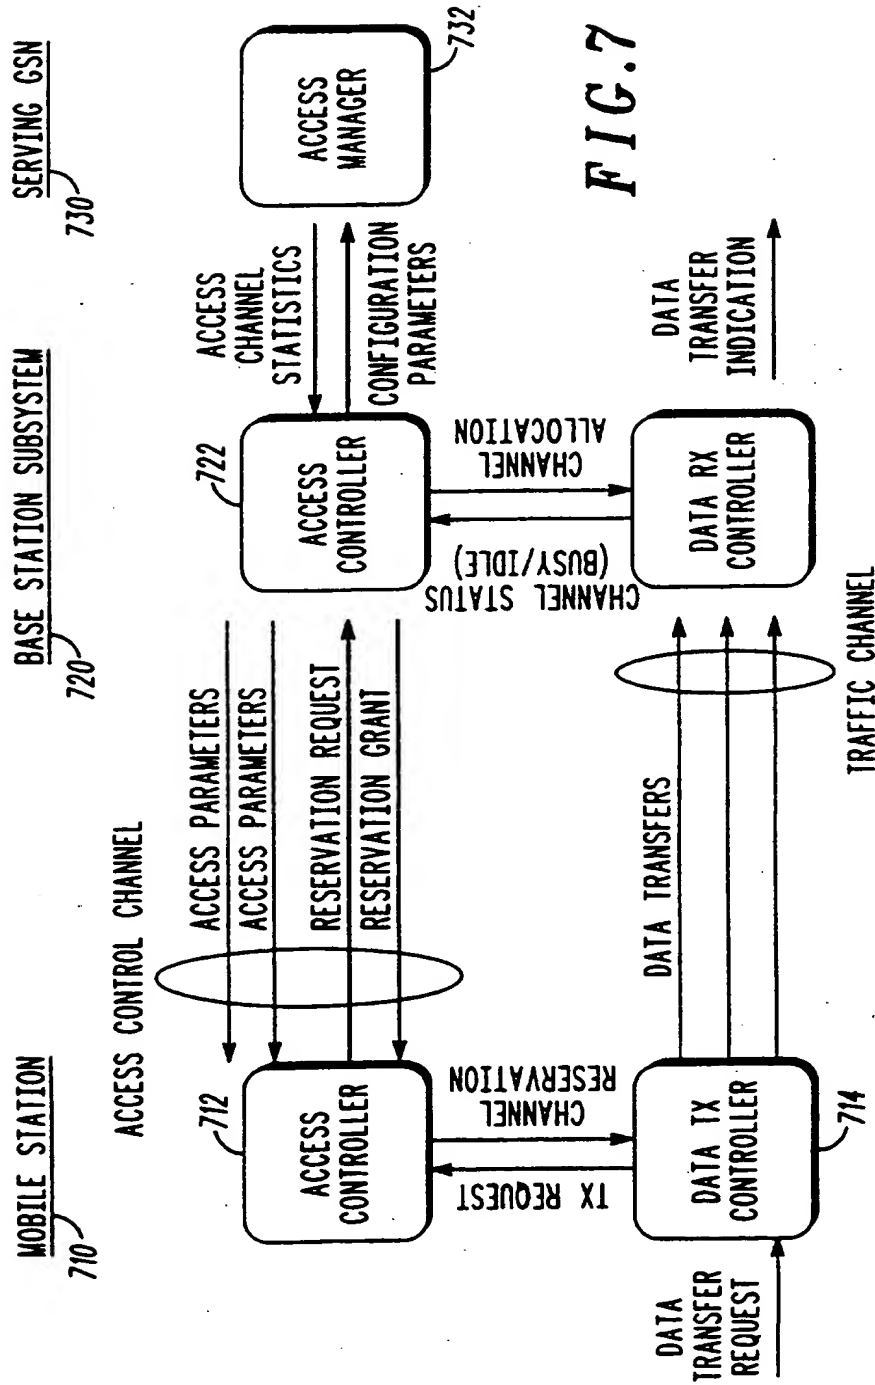 MOBILE STATION
710
BASE STATION SUBSYSTEM
720
SERVING GSN
730
ACCESS CONTROL CHANNEL
712
ACCESS
CONTROLLER
ACCESS PARAMETERS
ACCESS PARAMETERS
RESERVATION REQUEST
RESERVATION GRANT
722
ACCESS
CONTROLLER
ACCESS
CHANNEL
STATISTICS
CONFIGURATION
PARAMETERS
ACCESS
MANAGER
732
TX REQUEST
CHANNEL
RESERVATION
CHANNEL STATUS
(BUSY/IDLE)
CHANNEL
ALLOCATION
DATA
TRANSFER
REQUEST
DATA TX
CONTROLLER
714
DATA TRANSFERS
TRAFFIC CHANNEL
DATA RX
CONTROLLER
DATA
TRANSFER
INDICATION
FIG.7